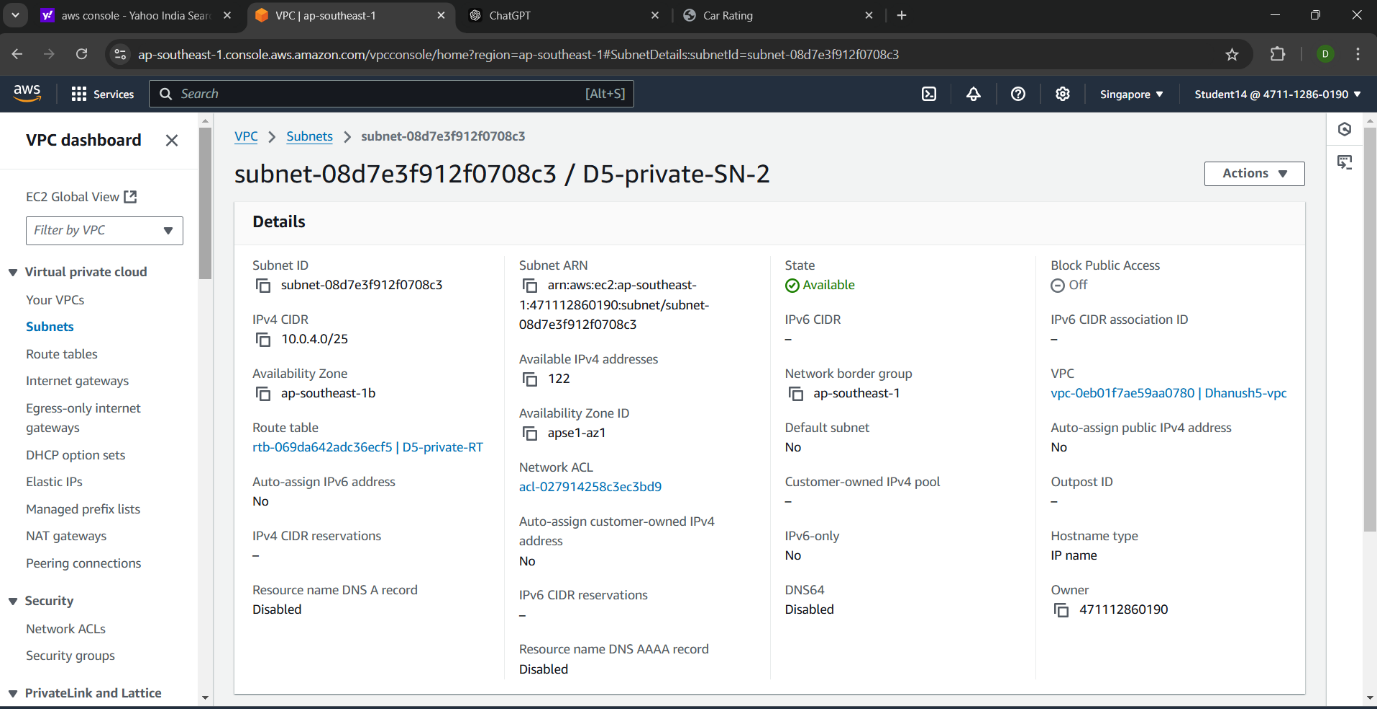 aws console - Yahoo India Sear
VPC | ap-southeast-1
ChatGPT
Car Rating
ap-southeast-1.console.aws.amazon.com/vpcconsole/home?region=ap-southeast-1#SubnetDetails:subnetId=subnet-08d7e3f912f0708c3
D
aws
Services
Search
[Alt+S]
Singapore
Student14 @ 4711-1286-0190
VPC dashboard
EC2 Global View
Filter by VPC
Virtual private cloud
Your VPCs
Subnets
Route tables
Internet gateways
Egress-only internet
gateways
DHCP option sets
Elastic IPs
Managed prefix lists
NAT gateways
Peering connections
Security
Network ACLs
Security groups
PrivateLink and Lattice
VPC > Subnets > subnet-08d7e3f912f0708c3
subnet-08d7e3f912f0708c3 / D5-private-SN-2
Actions
Details
Subnet ID
subnet-08d7e3f912f0708c3
IPv4 CIDR
10.0.4.0/25
Availability Zone
ap-southeast-1b
Route table
rtb-069da642adc36ecf5 | D5-private-RT
Auto-assign IPv6 address
No
IPv4 CIDR reservations
–
Resource name DNS A record
Disabled
Subnet ARN
arn:aws:ec2:ap-southeast-
1:471112860190:subnet/subnet-
08d7e3f912f0708c3
Available IPv4 addresses
122
Availability Zone ID
apse1-az1
Network ACL
acl-027914258c3ec3bd9
Auto-assign customer-owned IPv4
address
No
IPv6 CIDR reservations
–
Resource name DNS AAAA record
Disabled
State
Available
IPv6 CIDR
–
Network border group
ap-southeast-1
Default subnet
No
Customer-owned IPv4 pool
–
IPv6-only
No
DNS64
Disabled
Block Public Access
Off
IPv6 CIDR association ID
–
VPC
vpc-0eb01f7ae59aa0780 | Dhanush5-vpc
Auto-assign public IPv4 address
No
Outpost ID
–
Hostname type
IP name
Owner
471112860190